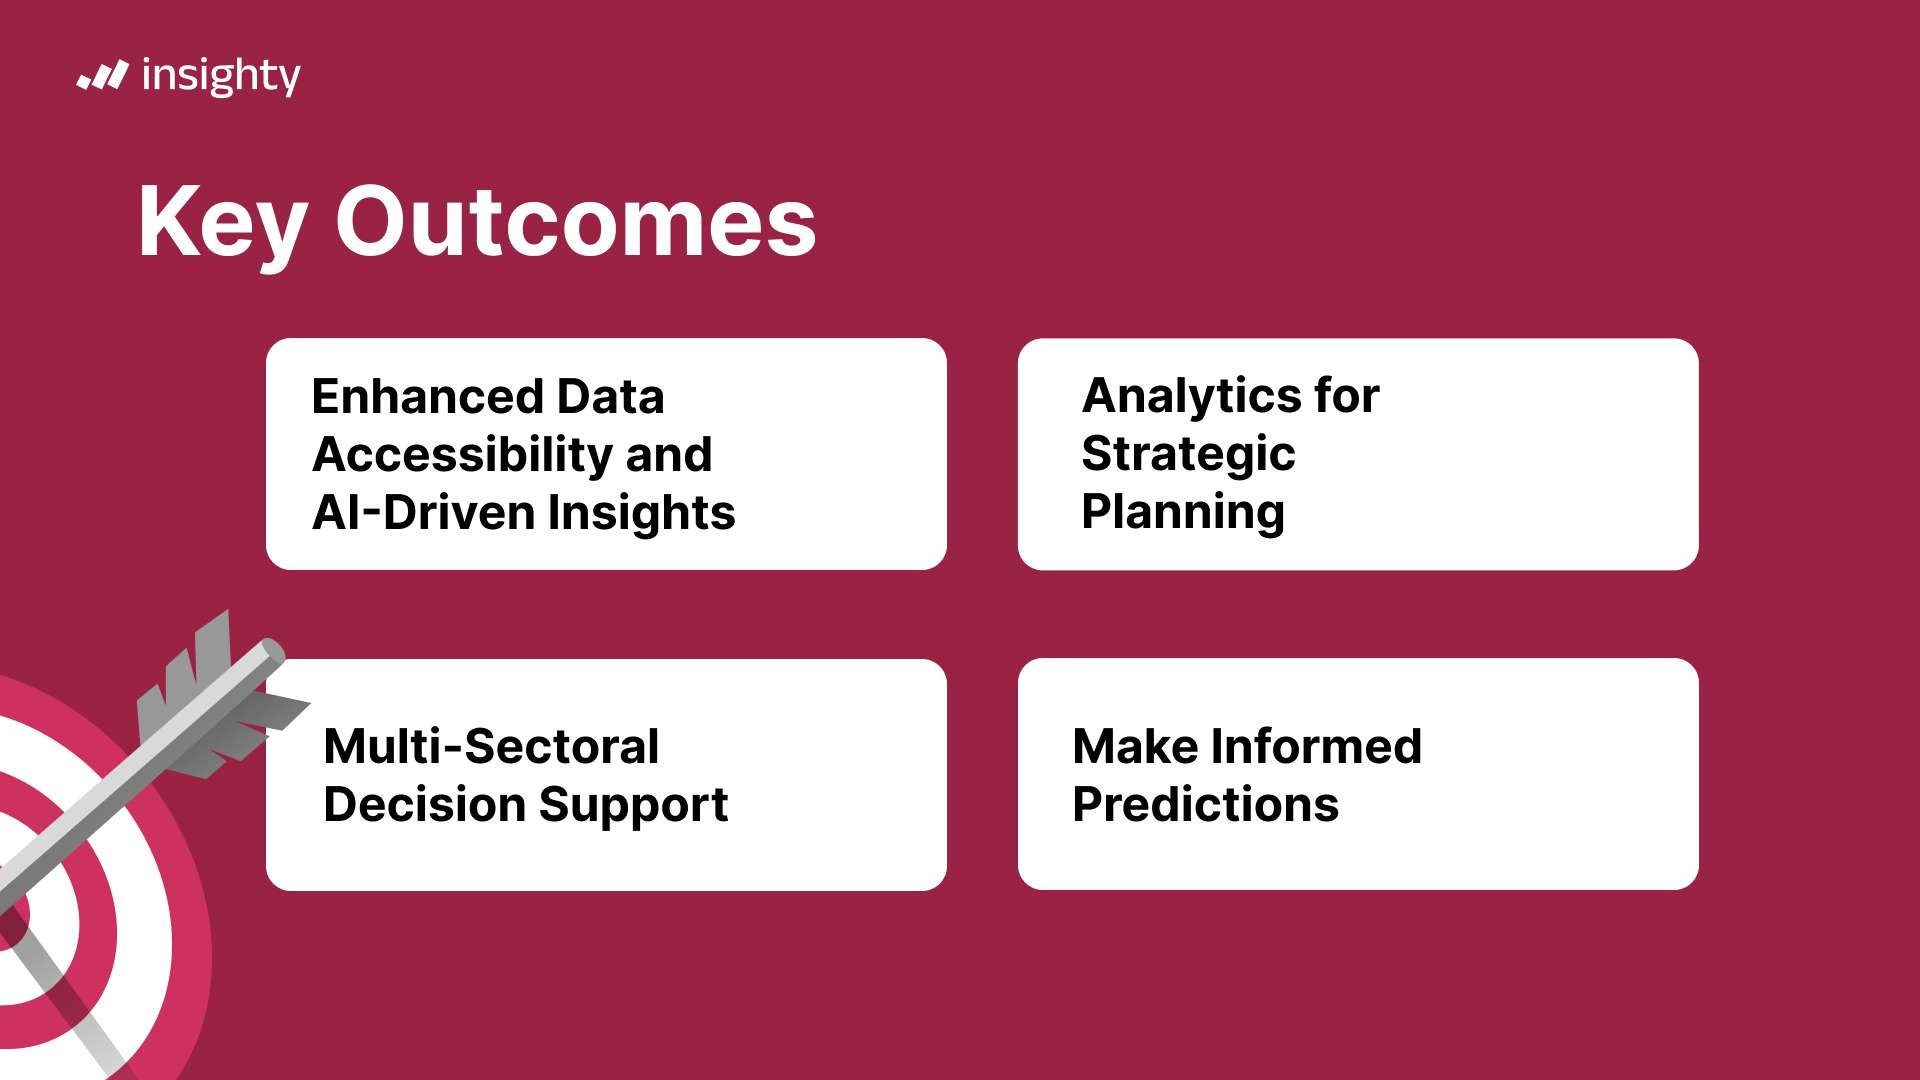 insighty
Key Outcomes
Enhanced Data
Accessibility and
AI-Driven Insights
Analytics for
Strategic
Planning
Multi-Sectoral
Decision Support
Make Informed
Predictions